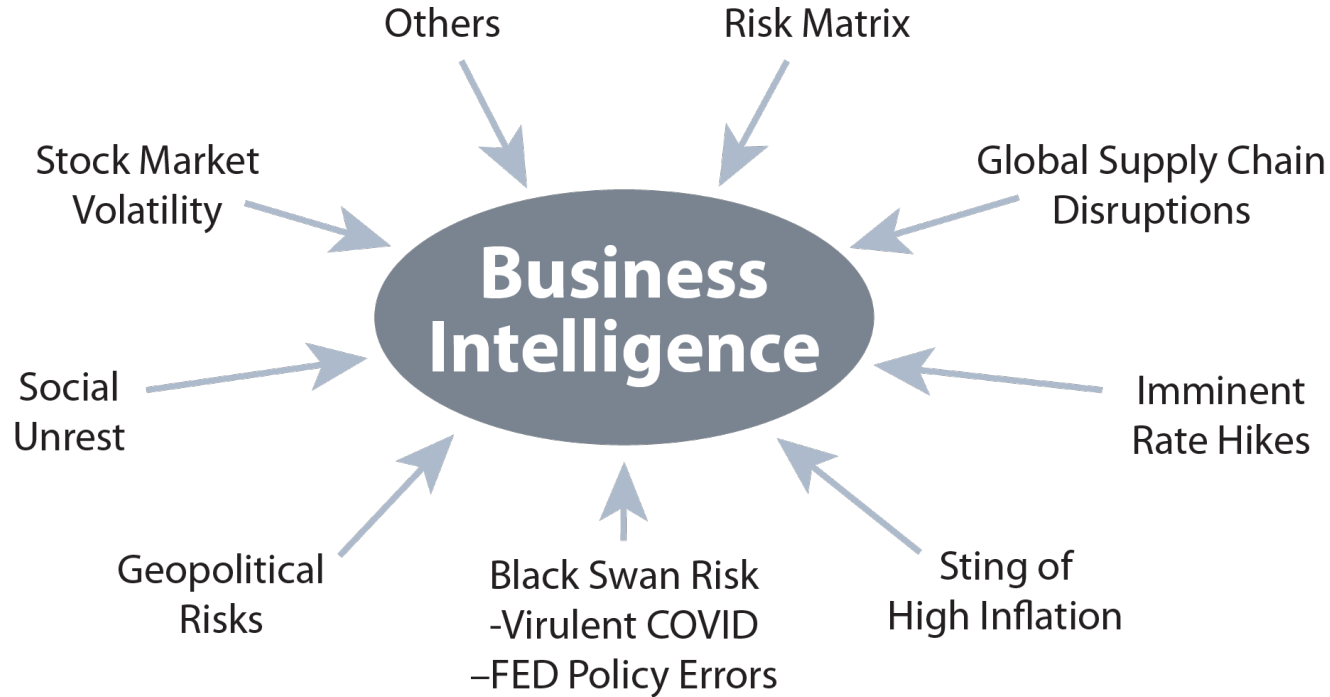 Others
Risk Matrix
Stock Market
Volatility
Global Supply Chain
Disruptions
Business
Intelligence
Social
Unrest
Imminent
Rate Hikes
Geopolitical
Risks
Black Swan Risk
-Virulent COVID
–FED Policy Errors
Sting of
High Inflation